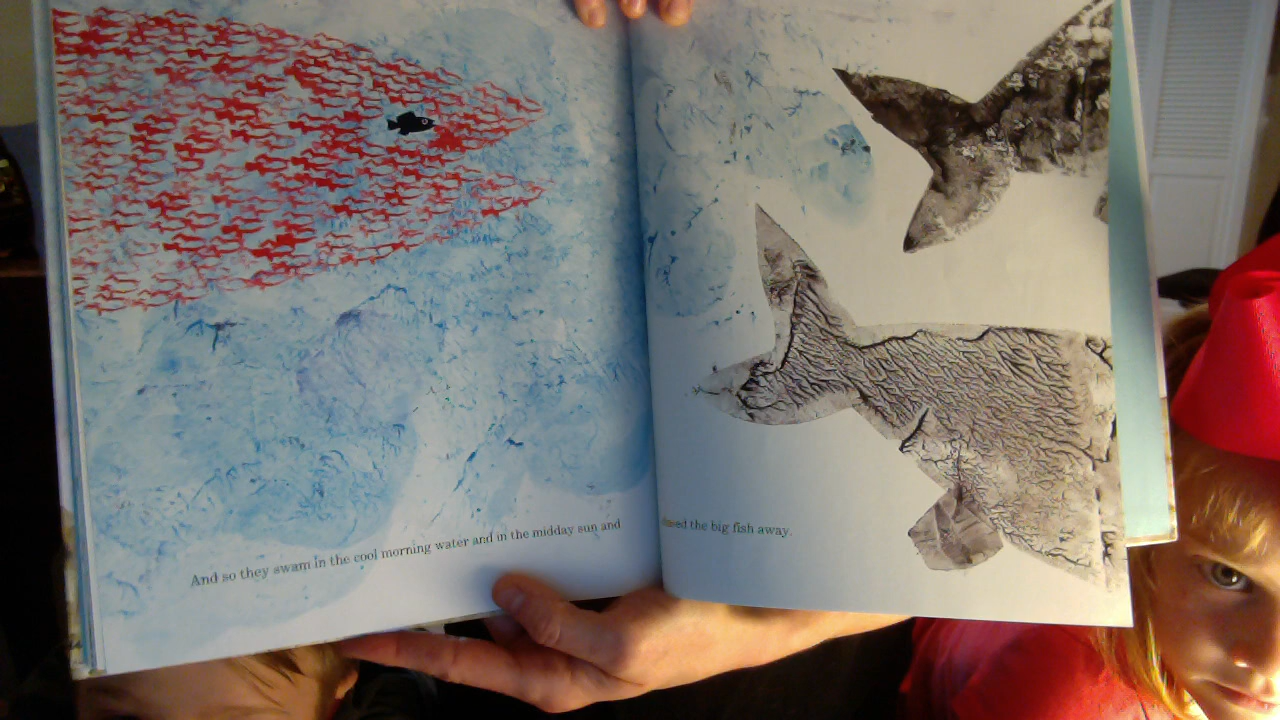 And so they swam in the cool morning water and in the midday sun and
chased the big fish away.